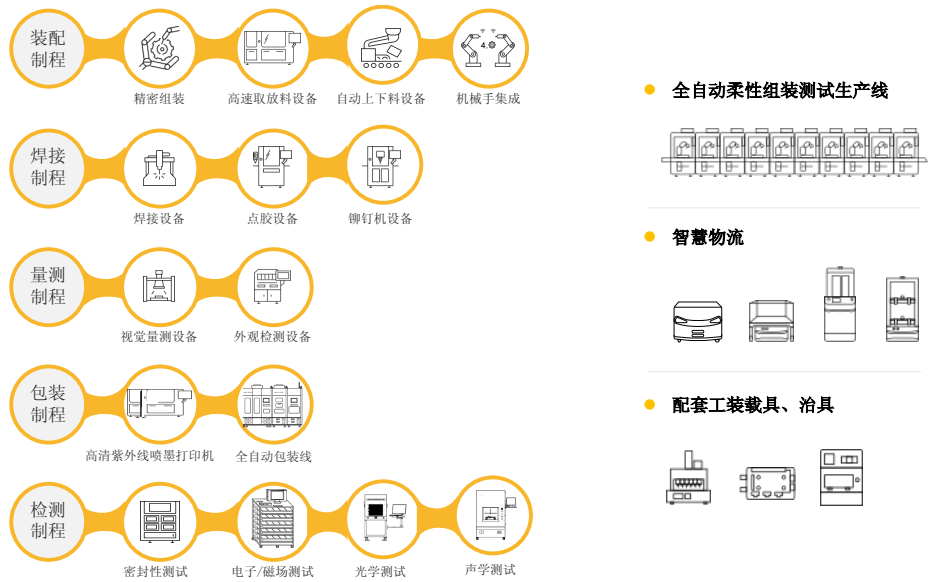 装配
制程
4.
精密组装
高速取放料设备
自动上下料设备
机械手集成
焊接
制程
焊接设备
点胶设备
铆钉机设备
量测
制程
视觉量测设备
外观检测设备
包装
制程
高清紫外线喷墨打印机
全自动包装线
检测
制程
密封性测试
电子/磁场测试
光学测试
声学测试
全自动柔性组装测试生产线
智慧物流
配套工装载具、治具